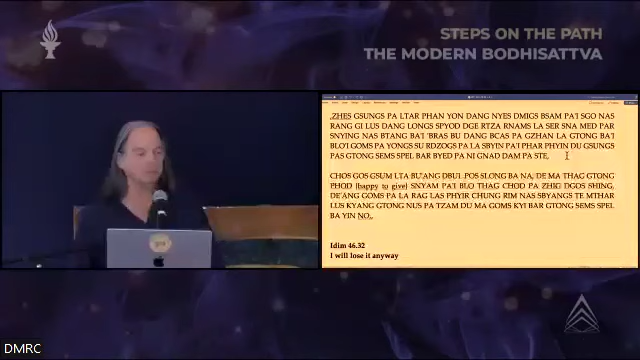 STEPS ON THE PATH
THE MODERN BODHISATTVA
,ZHES GSUNGS PA LTAR PHAN YON DANG NYES DMIGS BSAM PA'I SGO NAS
RANG GI LUS DANG LONGS SPYOD DGE RTZA RNAMS LA SER SNA MED PAR
SNYING NAS BTANG BA'I 'BRAS BU DANG BCAS PA GZHAN LA GTONG BA'I
BLO'I GOMS PA YONGS SU RDZOGS PA LA SBYIN PA'I PHAR PHYIN DU GSUNGS
PAS GTONG SEMS SPEL BAR BYED PA NI GNAD DAM PA STE,
CHOS GOS GSUM LTA BU'ANG DBUL POS SLONG BA NA, DE MA THAG GTONG
PHOD [happy to give] SNYAM PA'I BLO THAG CHOD PA ZHIG DGOS SHING,
DE'ANG GOMS PA LA RAG LAS PHYIR CHUNG RIM NAS SBYANGS TE MTHAR
LUS KYANG GTONG NUS PA TZAM DU MA GOMS KYI BAR GTONG SEMS SPEL
BA YIN NO,,
Idim 46.32
I will lose it anyway
DMRC